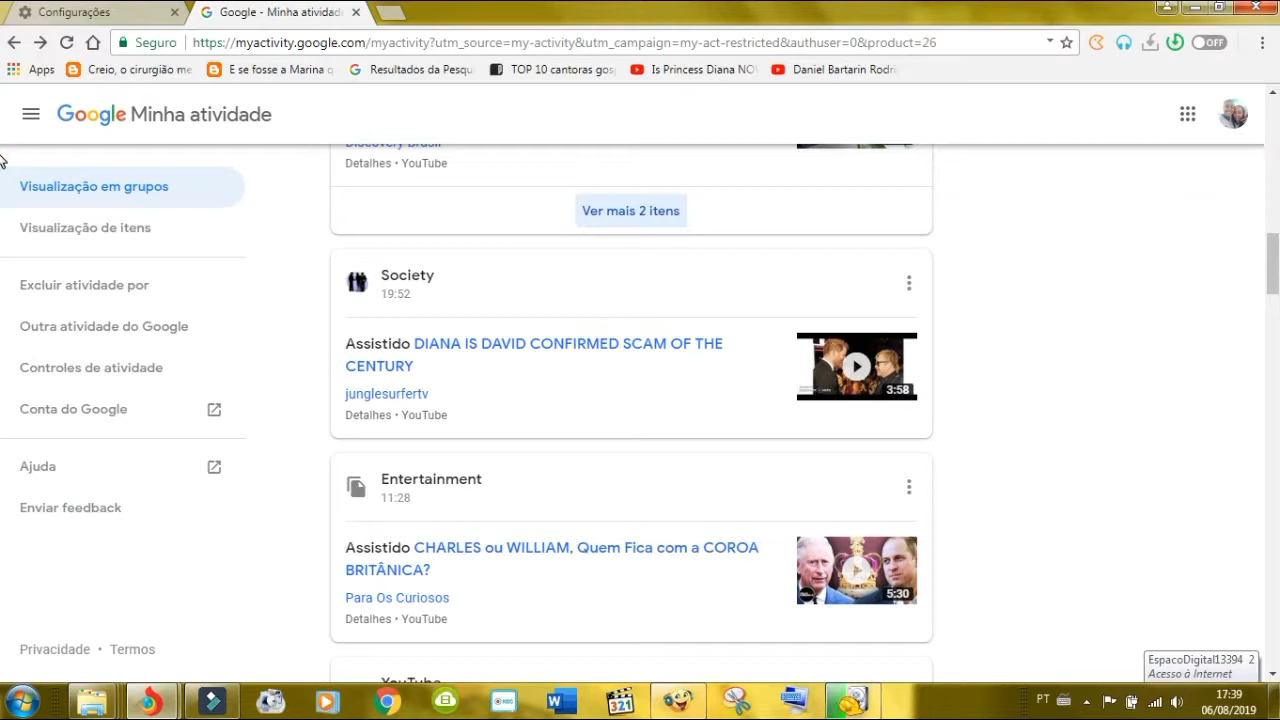 Configurações
Google - Minha atividad
Seguro
https://myactivity.google.com/myactivity?utm_source=my-activity&utm_campaign=my-act-restricted&authuser=0&product=26
OFF
Apps
Creio, o cirurgião me
E se fosse a Marina q
Resultados da Pesqu
TOP 10 cantoras gos
Is Princess Diana NO
Daniel Bartarin Rodri
Google Minha atividade
Discovery Brasil
Detalhes • YouTube
Visualização em grupos
Ver mais 2 itens
Visualização de itens
Society
19:52
Excluir atividade por
Outra atividade do Google
Assistido DIANA IS DAVID CONFIRMED SCAM OF THE
CENTURY
3:58
junglesurfertv
Detalhes • YouTube
Controles de atividade
Conta do Google
Ajuda
Enviar feedback
Entertainment
11:28
Assistido CHARLES ou WILLIAM, Quem Fica com a COROA
BRITÂNICA?
5:30
Para Os Curiosos
Detalhes • YouTube
Privacidade • Termos
YouTube
EspacoDigital13394 2
Acesso à Internet
321
PT
17:39
06/08/2019